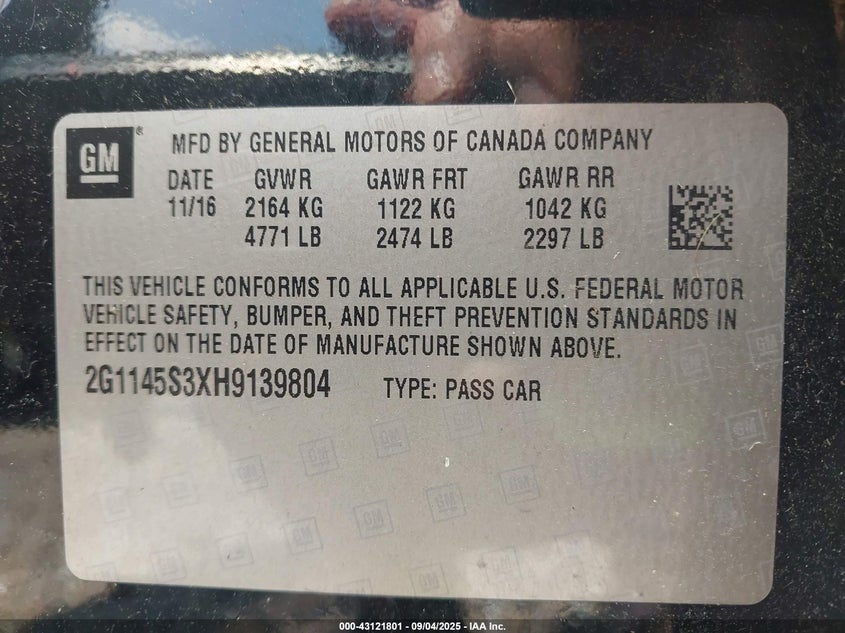 GM ® MFD BY GENERAL MOTORS OF CANADA COMPANY
DATE GVWR GAWR FRT GAWR RR
11/16 2164 KG 1122 KG 1042 KG
4771 LB 2474 LB 2297 LB
THIS VEHICLE CONFORMS TO ALL APPLICABLE U.S. FEDERAL MOTOR
VEHICLE SAFETY, BUMPER, AND THEFT PREVENTION STANDARDS IN
EFFECT ON THE DATE OF MANUFACTURE SHOWN ABOVE.
2G1145S3XH9139804 TYPE: PASS CAR
000-43121801 - 09/04/2025 - IAA Inc.